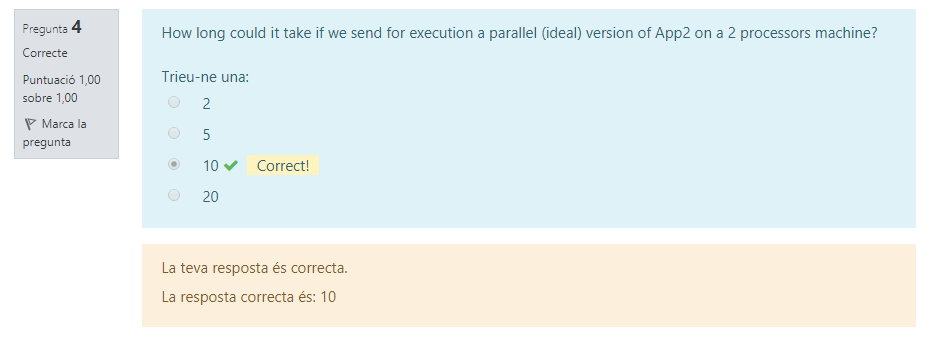 Pregunta 4
Correcte
Puntuació 1,00
sobre 1,00
Marca la
pregunta
How long could it take if we send for execution a parallel (ideal) version of App2 on a 2 processors machine?
Trieu-ne una:
2
5
10 Correct!
20
La teva resposta és correcta.
La resposta correcta és: 10